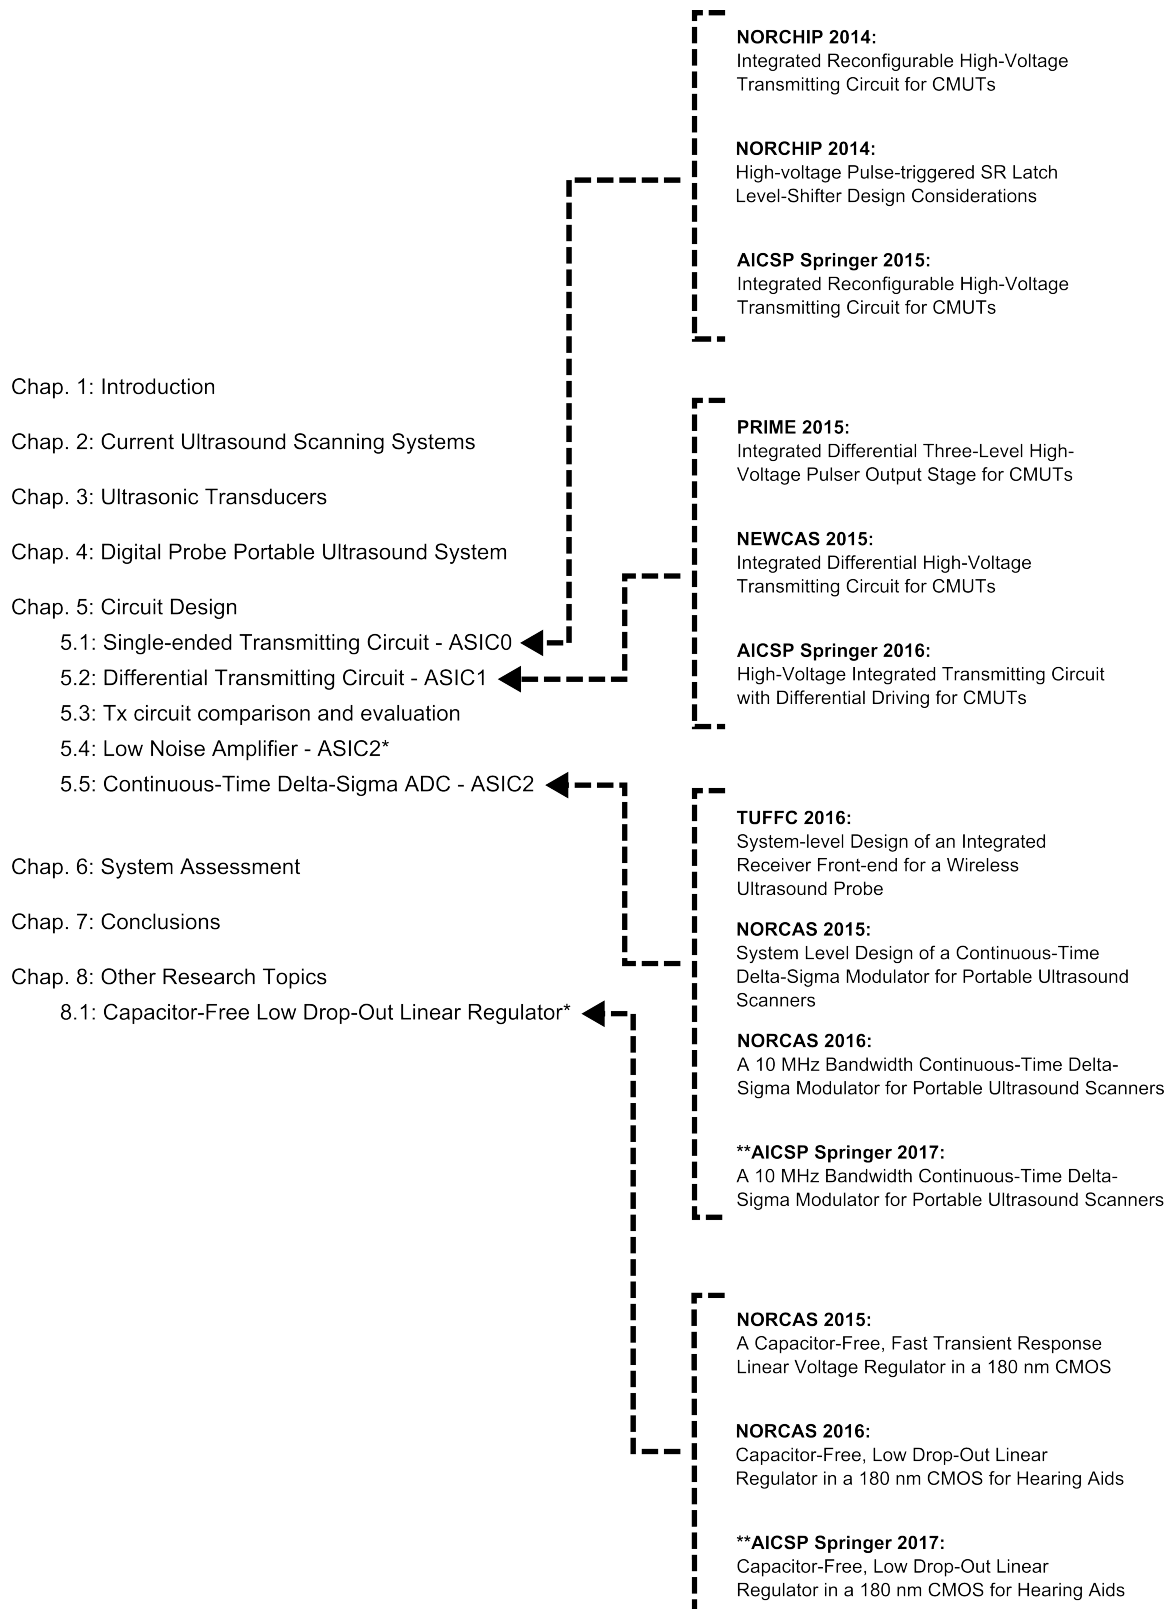 NORCHIP 2014:
Integrated Reconfigurable High-Voltage
Transmitting Circuit for CMUTs
NORCHIP 2014:
High-voltage Pulse-triggered SR Latch
Level-Shifter Design Considerations
AICSP Springer 2015:
Integrated Reconfigurable High-Voltage
Transmitting Circuit for CMUTs
Chap. 1: Introduction
Chap. 2: Current Ultrasound Scanning Systems
Chap. 3: Ultrasonic Transducers
Chap. 4: Digital Probe Portable Ultrasound System
Chap. 5: Circuit Design
5.1: Single-ended Transmitting Circuit - ASIC0
5.2: Differential Transmitting Circuit - ASIC1
5.3: Tx circuit comparison and evaluation
5.4: Low Noise Amplifier - ASIC2*
5.5: Continuous-Time Delta-Sigma ADC - ASIC2
Chap. 6: System Assessment
Chap. 7: Conclusions
Chap. 8: Other Research Topics
8.1: Capacitor-Free Low Drop-Out Linear Regulator*
PRIME 2015:
Integrated Differential Three-Level High-
Voltage Pulser Output Stage for CMUTs
NEWCAS 2015:
Integrated Differential High-Voltage
Transmitting Circuit for CMUTs
AICSP Springer 2016:
High-Voltage Integrated Transmitting Circuit
with Differential Driving for CMUTs
TUFFC 2016:
System-level Design of an Integrated
Receiver Front-end for a Wireless
Ultrasound Probe
NORCAS 2015:
System Level Design of a Continuous-Time
Delta-Sigma Modulator for Portable Ultrasound
Scanners
NORCAS 2016:
A 10 MHz Bandwidth Continuous-Time Delta-
Sigma Modulator for Portable Ultrasound Scanners
**AICSP Springer 2017:
A 10 MHz Bandwidth Continuous-Time Delta-
Sigma Modulator for Portable Ultrasound Scanners
NORCAS 2015:
A Capacitor-Free, Fast Transient Response
Linear Voltage Regulator in a 180 nm CMOS
NORCAS 2016:
Capacitor-Free, Low Drop-Out Linear
Regulator in a 180 nm CMOS for Hearing Aids
**AICSP Springer 2017:
Capacitor-Free, Low Drop-Out Linear
Regulator in a 180 nm CMOS for Hearing Aids